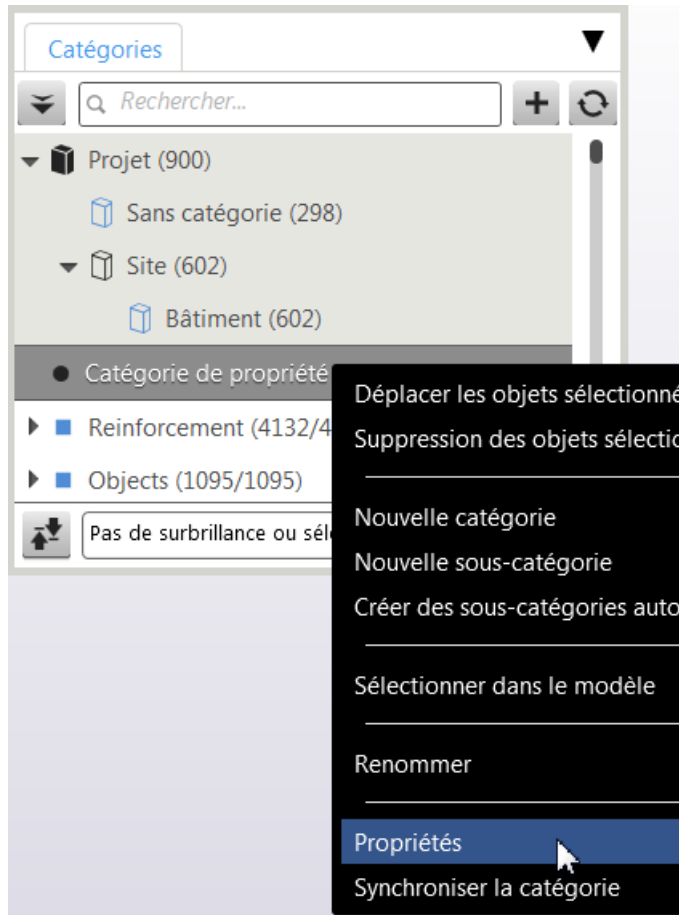 Catégories
Rechercher...
Projet (900)
Sans catégorie (298)
Site (602)
Bâtiment (602)
Catégorie de propriété
Reinforcement (4132/4
Objects (1095/1095)
Pas de surbrillance ou sél
Déplacer les objets sélectionné
Suppression des objets sélectio
Nouvelle catégorie
Nouvelle sous-catégorie
Créer des sous-catégories auto
Sélectionner dans le modèle
Renommer
Propriétés
Synchroniser la catégorie